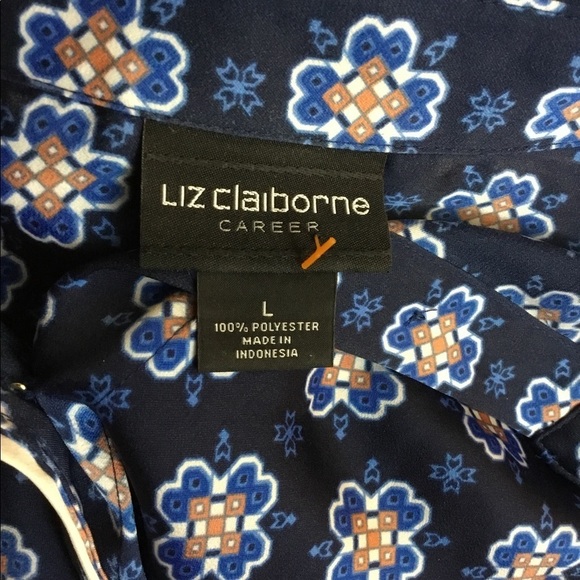 LIZ claiborne
CAREER
L
100% POLYESTER
MADE IN
INDONESIA